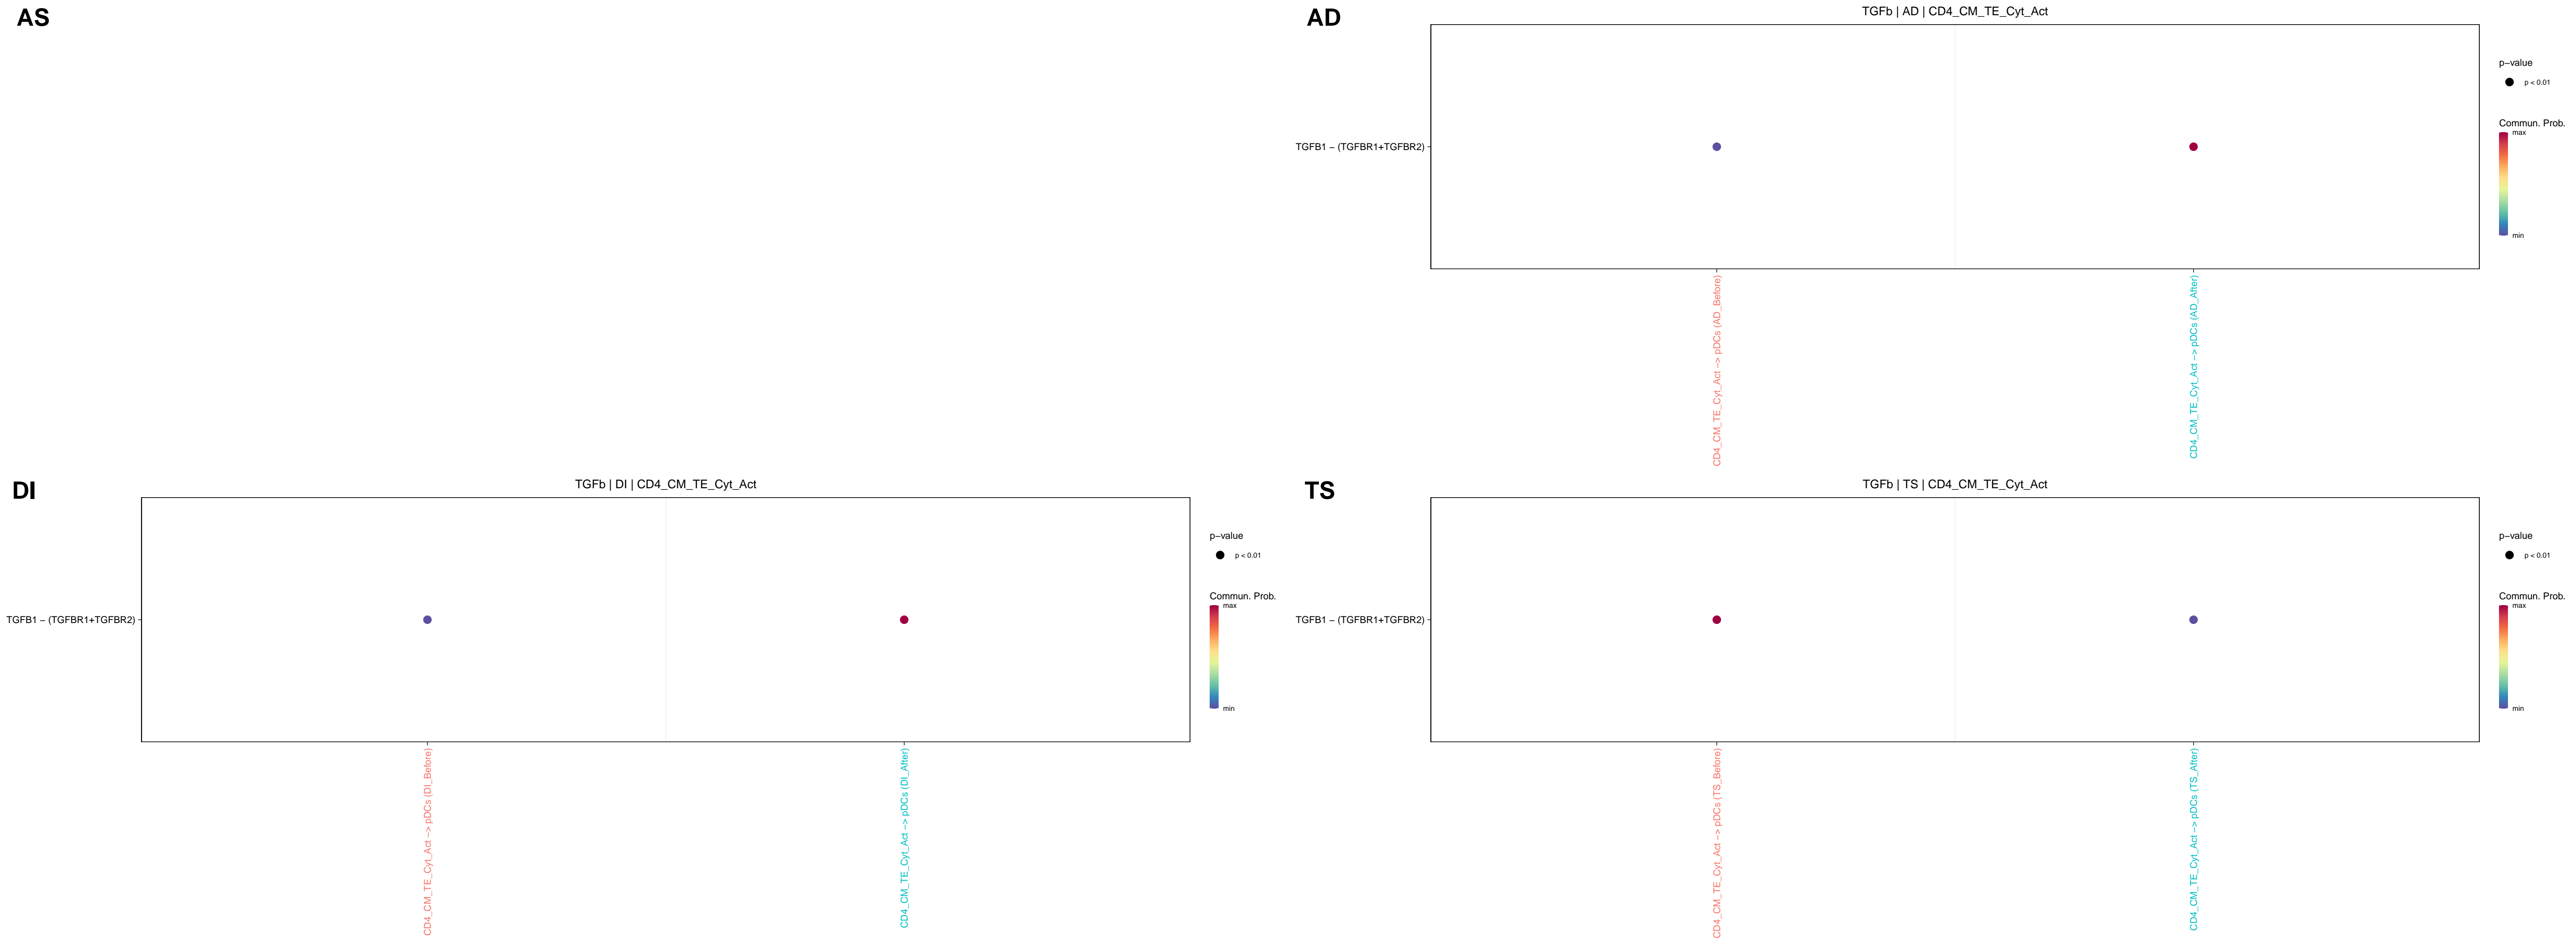 AS
AD
TGFb | AD | CD4_CM_TE_Cyt_Act
TGFB1 − (TGFBR1+TGFBR2)
p−value
p < 0.01
Commun. Prob.
max
min
CD4_CM_TE_Cyt_Act −> pDCs (AD_Before)
CD4_CM_TE_Cyt_Act −> pDCs (AD_After)
DI
TGFb | DI | CD4_CM_TE_Cyt_Act
TGFB1 − (TGFBR1+TGFBR2)
p−value
p < 0.01
Commun. Prob.
max
min
CD4_CM_TE_Cyt_Act −> pDCs (DI_Before)
CD4_CM_TE_Cyt_Act −> pDCs (DI_After)
TS
TGFb | TS | CD4_CM_TE_Cyt_Act
TGFB1 − (TGFBR1+TGFBR2)
p−value
p < 0.01
Commun. Prob.
max
min
CD4_CM_TE_Cyt_Act −> pDCs (TS_Before)
CD4_CM_TE_Cyt_Act −> pDCs (TS_After)